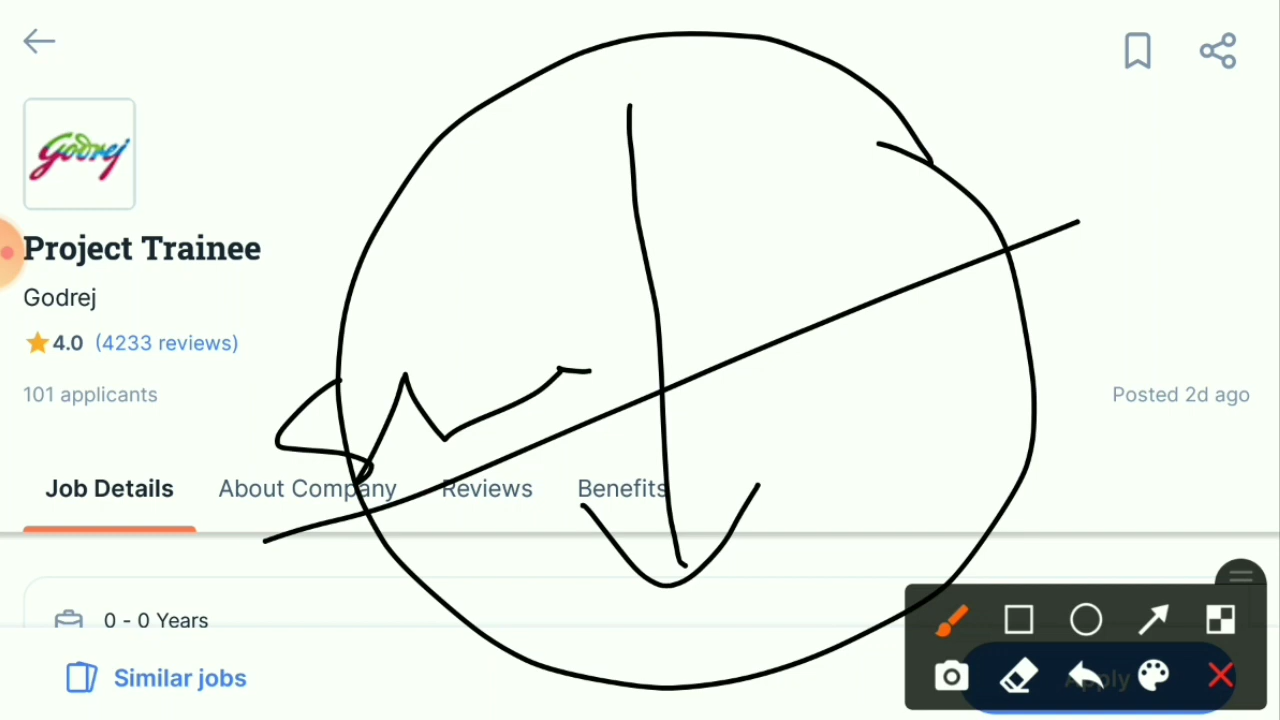 Godrej
Project Trainee
Godrej
4.0 (4233 reviews)
101 applicants
Posted 2d ago
Job Details About Company Reviews Benefits
0 - 0 Years
Similar jobs
Apply